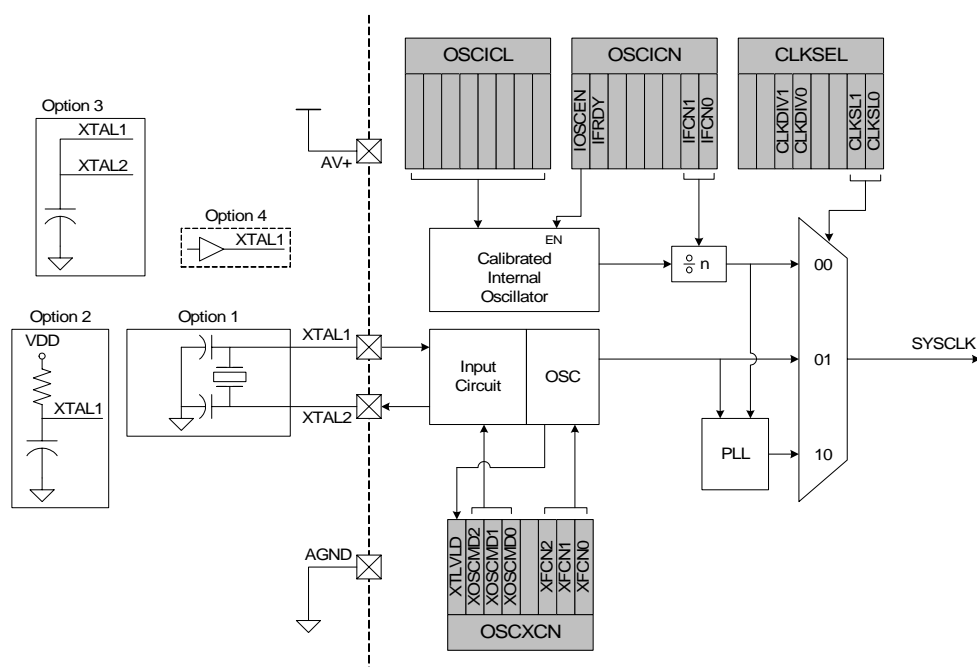 OSCICL
OSCICN
CLKSEL
IOSCEN
IFRDY
IFCN1
IFCN0
CLKDIV1
CLKDIV0
CLKSL1
CLKSL0
Option 3
XTAL1
XTAL2
AV+
Option 4
XTAL1
EN
Calibrated
Internal
Oscillator
n
00
Option 2
VDD
XTAL1
Option 1
XTAL1
XTAL2
Input
Circuit
OSC
01
SYSCLK
PLL
10
AGND
XTLVLD
XOSCMD2
XOSCMD1
XOSCMD0
XFCN2
XFCN1
XFCN0
OSCXCN